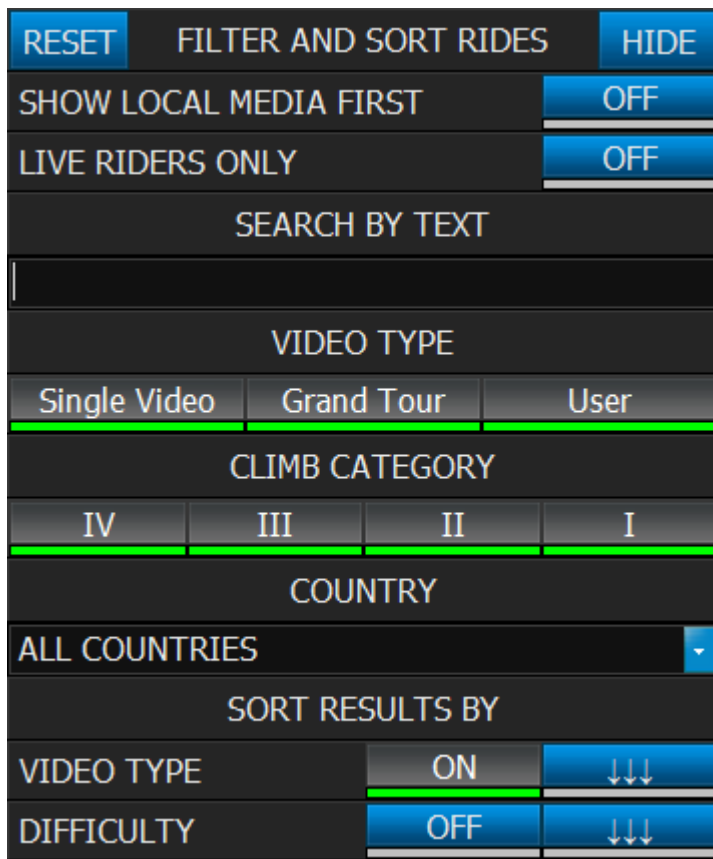 RESET FILTER AND SORT RIDES HIDE
SHOW LOCAL MEDIA FIRST OFF
LIVE RIDERS ONLY OFF
SEARCH BY TEXT
VIDEO TYPE
Single Video Grand Tour User
CLIMB CATEGORY
IV III II I
COUNTRY
ALL COUNTRIES
SORT RESULTS BY
VIDEO TYPE ON ↓↓↓
DIFFICULTY OFF ↓↓↓